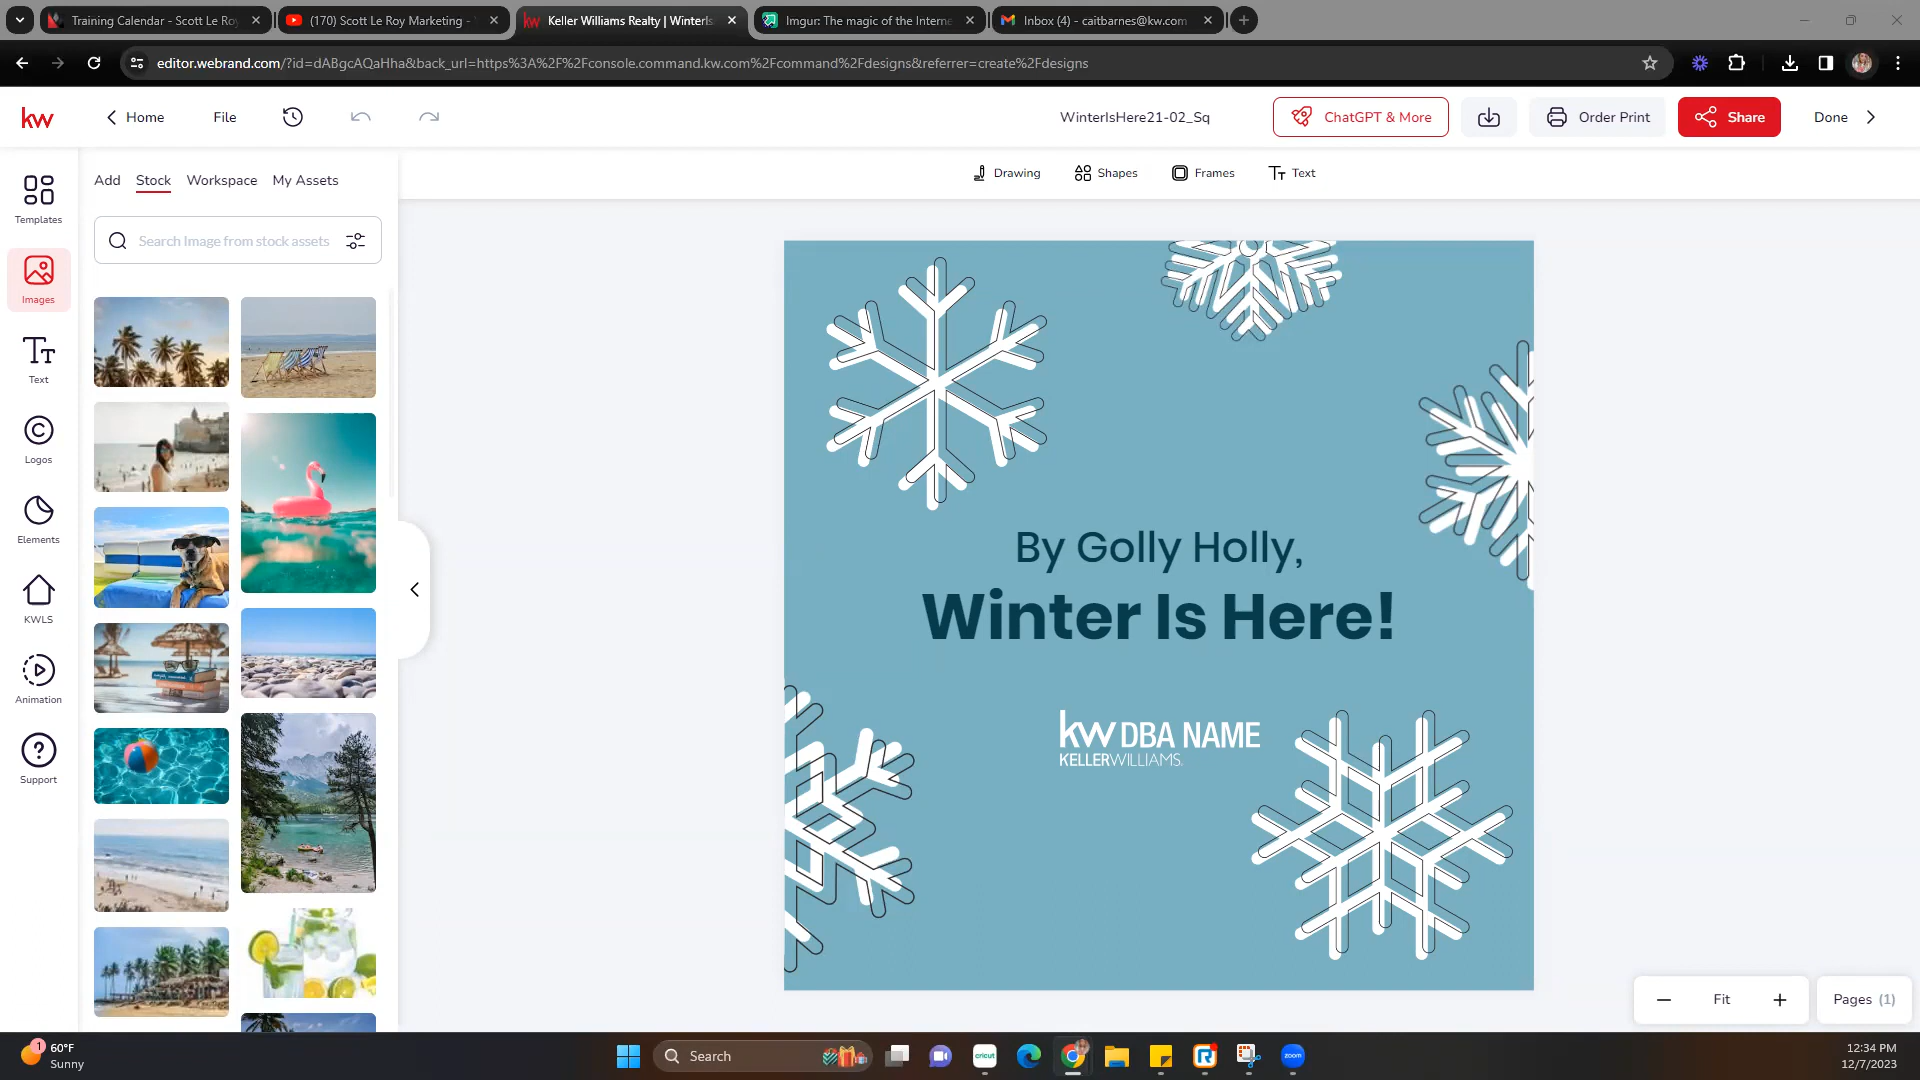 Training Calendar - Scott Le Roy
(170) Scott Le Roy Marketing -
Keller Williams Realty | WinterIs
Imgur: The magic of the Interne
Inbox (4) - caitbarnes@kw.com
editor.webrand.com/?id=dABgcAQaHha&back_url=https%3A%2F%2Fconsole.command.kw.com%2Fcommand%2Fdesigns&referrer=create%2Fdesigns
kw
Home
File
WinterIsHere21-02_Sq
ChatGPT & More
Order Print
Share
Done
Drawing
Shapes
Frames
Text
Add
Stock
Workspace
My Assets
Search Image from stock assets
Templates
Images
Text
Logos
Elements
KWLS
Animation
Support
By Golly Holly,
Winter Is Here!
kw DBA NAME
KELLERWILLIAMS.
Fit
Pages (1)
1
60°F
Sunny
Search
cricut
zoom
12:34 PM
12/7/2023